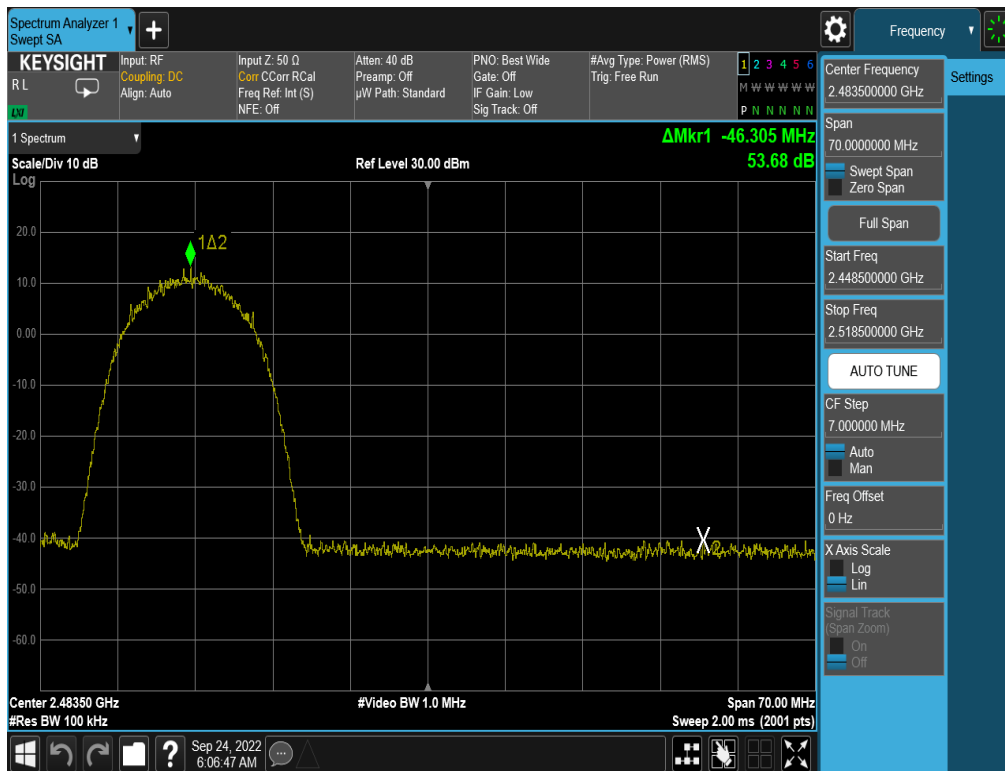 Spectrum Analyzer 1
Swept SA
Frequency
KEYSIGHT
R L
LXI
Input: RF
Coupling: DC
Align: Auto
Input Z: 50 Ω
Corr CCorr RCal
Freq Ref: Int (S)
NFE: Off
Atten: 40 dB
Preamp: Off
µW Path: Standard
PNO: Best Wide
Gate: Off
IF Gain: Low
Sig Track: Off
#Avg Type: Power (RMS)
Trig: Free Run
1 2 3 4 5 6
M W W W W W
P N N N N N
1 Spectrum
Scale/Div 10 dB
Ref Level 30.00 dBm
ΔMkr1 -46.305 MHz
53.68 dB
Log
20.0
10.0
0.00
-10.0
-20.0
-30.0
-40.0
-50.0
-60.0
1Δ2
X2
Center 2.48350 GHz
#Res BW 100 kHz
#Video BW 1.0 MHz
Span 70.00 MHz
Sweep 2.00 ms (2001 pts)
Center Frequency
2.483500000 GHz
Span
70.0000000 MHz
Swept Span
Zero Span
Full Span
Start Freq
2.448500000 GHz
Stop Freq
2.518500000 GHz
AUTO TUNE
CF Step
7.000000 MHz
Auto
Man
Freq Offset
0 Hz
X Axis Scale
Log
Lin
Signal Track
(Span Zoom)
On
Off
Settings
?
Sep 24, 2022
6:06:47 AM